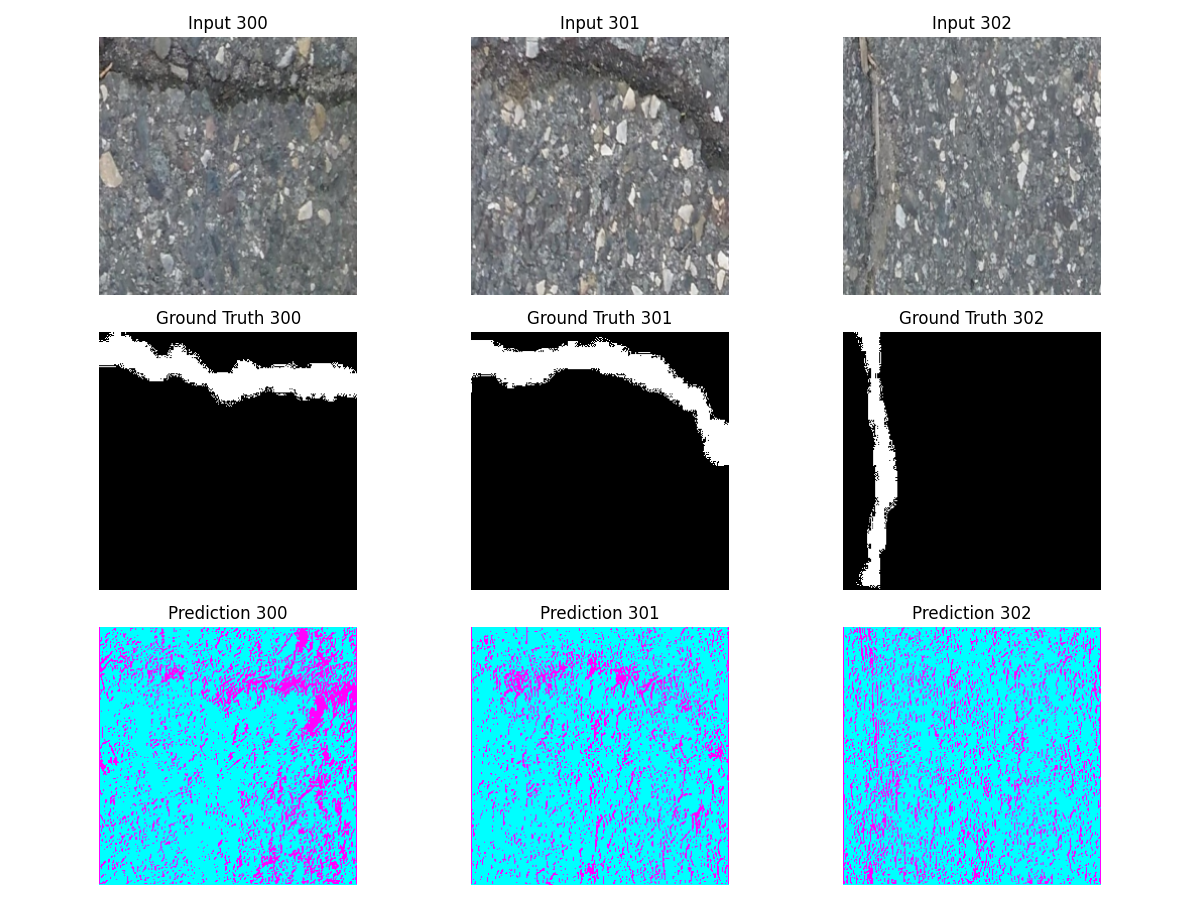 Input 300
Input 301
Input 302
Ground Truth 300
Ground Truth 301
Ground Truth 302
Prediction 300
Prediction 301
Prediction 302